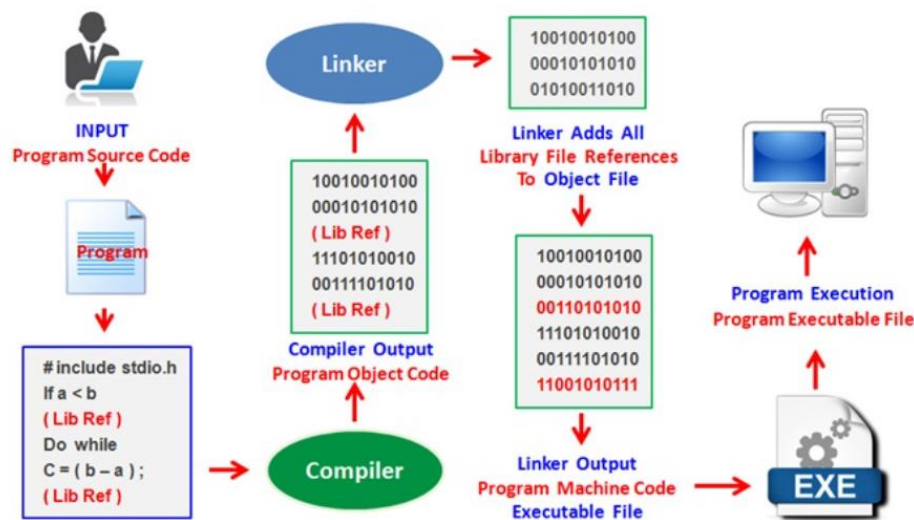 INPUT
Program Source Code
Program
# include stdio.h
If a < b
( Lib Ref )
Do while
C = ( b – a ) ;
( Lib Ref )
Compiler
Compiler Output
Program Object Code
10010010100
00010101010
( Lib Ref )
11101010010
00111101010
( Lib Ref )
Linker
10010010100
00010101010
01010011010
Linker Adds All
Library File References
To Object File
10010010100
00010101010
00110101010
11101010010
00111101010
11001010111
Linker Output
Program Machine Code
Executable File
EXE
Program Execution
Program Executable File